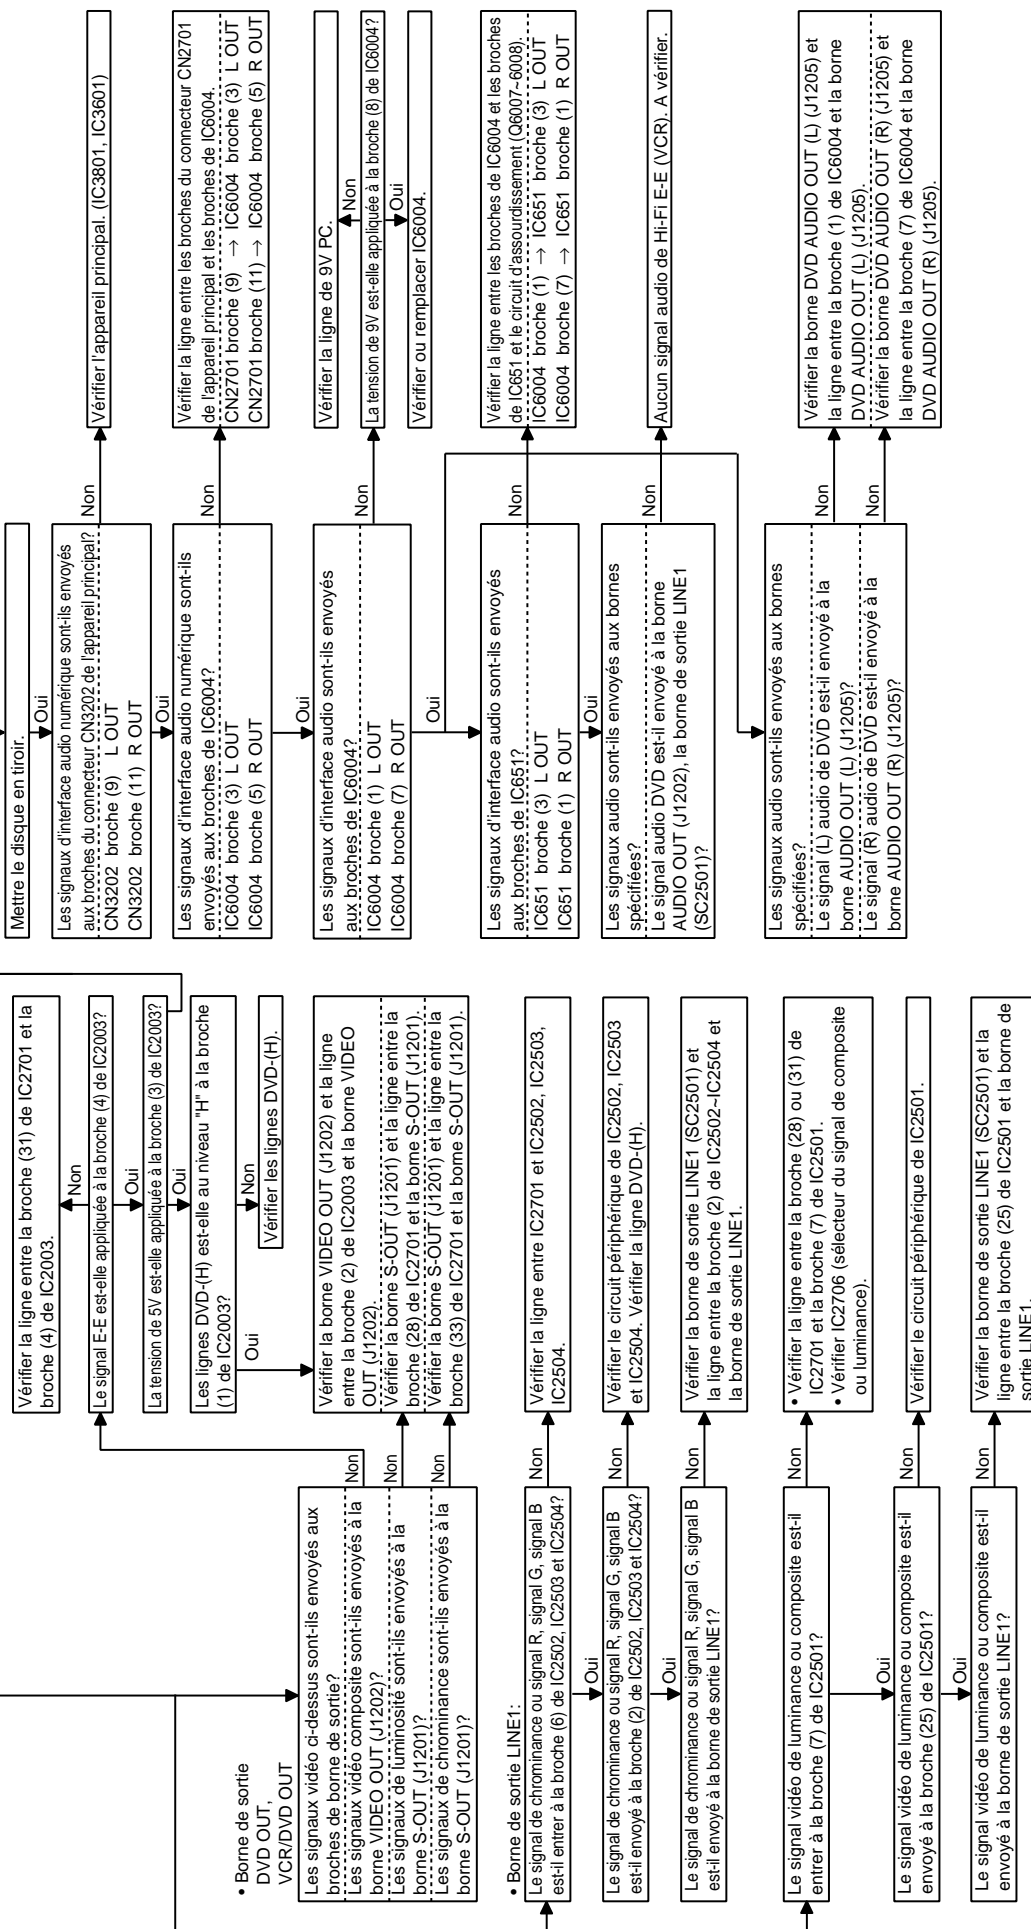 Mettre le disque en tiroir.
Oui
Les signaux d'interface audio numérique sont-ils envoyés
aux broches du connecteur CN3202 de l'appareil principal?
CN3202 broche (9) L OUT
CN3202 broche (11) R OUT
Non
Vérifier l'appareil principal. (IC3801, IC3601)
Oui
Les signaux d'interface audio numérique sont-ils
envoyés aux broches de IC6004?
IC6004 broche (3) L OUT
IC6004 broche (5) R OUT
Non
Vérifier la ligne entre les broches du connecteur CN2701
de l'appareil principal et les broches de IC6004.
CN2701 broche (9) → IC6004 broche (3) L OUT
CN2701 broche (11) → IC6004 broche (5) R OUT
Oui
Les signaux d'interface audio sont-ils envoyés
aux broches de IC6004?
IC6004 broche (1) L OUT
IC6004 broche (7) R OUT
Non
Vérifier la ligne de 9V PC.
Non
La tension de 9V est-elle appliquée à la broche (8) de IC6004?
Oui
Vérifier ou remplacer IC6004.
Oui
Les signaux d'interface audio sont-ils envoyés
aux broches de IC651?
IC651 broche (3) L OUT
IC651 broche (1) R OUT
Non
Vérifier la ligne entre les broches de IC6004 et les broches
de IC651 et le circuit d'assourdissement (Q6007~6008).
IC6004 broche (1) → IC651 broche (3) L OUT
IC6004 broche (7) → IC651 broche (1) R OUT
Oui
Les signaux audio sont-ils envoyés aux bornes
spécifiées?
Le signal audio DVD est-il envoyé à la borne
AUDIO OUT (J1202), la borne de sortie LINE1
(SC2501)?
Non
Aucun signal audio de Hi-Fi E-E (VCR). A vérifier.
Les signaux audio sont-ils envoyés aux bornes
spécifiées?
Le signal (L) audio de DVD est-il envoyé à la
borne AUDIO OUT (L) (J1205)?
Le signal (R) audio de DVD est-il envoyé à la
borne AUDIO OUT (R) (J1205)?
Non
Non
Vérifier la borne DVD AUDIO OUT (L) (J1205) et
la ligne entre la broche (1) de IC6004 et la borne
DVD AUDIO OUT (L) (J1205).
Vérifier la borne DVD AUDIO OUT (R) (J1205) et
la ligne entre la broche (7) de IC6004 et la borne
DVD AUDIO OUT (R) (J1205).
Vérifier la ligne entre la broche (31) de IC2701 et la
broche (4) de IC2003.
Non
Le signal E-E est-elle appliquée à la broche (4) de IC2003?
Oui
La tension de 5V est-elle appliquée à la broche (3) de IC2003?
Oui
Les lignes DVD-(H) est-elle au niveau "H" à la broche
(1) de IC2003?
Non
Vérifier les lignes DVD-(H).
Oui
• Borne de sortie
DVD OUT,
VCR/DVD OUT
Les signaux vidéo ci-dessus sont-ils envoyés aux
broches de borne de sortie?
Les signaux vidéo composite sont-ils envoyés à la
borne VIDEO OUT (J1202)?
Les signaux de luminosité sont-ils envoyés à la
borne S-OUT (J1201)?
Les signaux de chrominance sont-ils envoyés à la
borne S-OUT (J1201)?
Non
Non
Non
Vérifier la borne VIDEO OUT (J1202) et la ligne
entre la broche (2) de IC2003 et la borne VIDEO
OUT (J1202).
Vérifier la borne S-OUT (J1201) et la ligne entre la
broche (28) de IC2701 et la borne S-OUT (J1201).
Vérifier la borne S-OUT (J1201) et la ligne entre la
broche (33) de IC2701 et la borne S-OUT (J1201).
• Borne de sortie LINE1:
Le signal de chrominance ou signal R, signal G, signal B
est-il entrer à la broche (6) de IC2502, IC2503 et IC2504?
Non
Vérifier la ligne entre IC2701 et IC2502, IC2503,
IC2504.
Oui
Le signal de chrominance ou signal R, signal G, signal B
est-il envoyé à la broche (2) de IC2502, IC2503 et IC2504?
Non
Vérifier le circuit périphérique de IC2502, IC2503
et IC2504. Vérifier la ligne DVD-(H).
Oui
Le signal de chrominance ou signal R, signal G, signal B
est-il envoyé à la borne de sortie LINE1?
Non
Vérifier la borne de sortie LINE1 (SC2501) et
la ligne entre la broche (2) de IC2502~IC2504 et
la borne de sortie LINE1.
Le signal vidéo de luminance ou composite est-il
entrer à la broche (7) de IC2501?
Non
• Vérifier la ligne entre la broche (28) ou (31) de
IC2701 et la broche (7) de IC2501.
• Vérifier IC2706 (sélecteur du signal de composite
ou luminance).
Oui
Le signal vidéo de luminance ou composite est-il
envoyé à la broche (25) de IC2501?
Non
Vérifier le circuit périphérique de IC2501.
Oui
Le signal vidéo de luminance ou composite est-il
envoyé à la borne de sortie LINE1?
Non
Vérifier la borne de sortie LINE1 (SC2501) et la
ligne entre la broche (25) de IC2501 et la borne de
sortie LINE1.